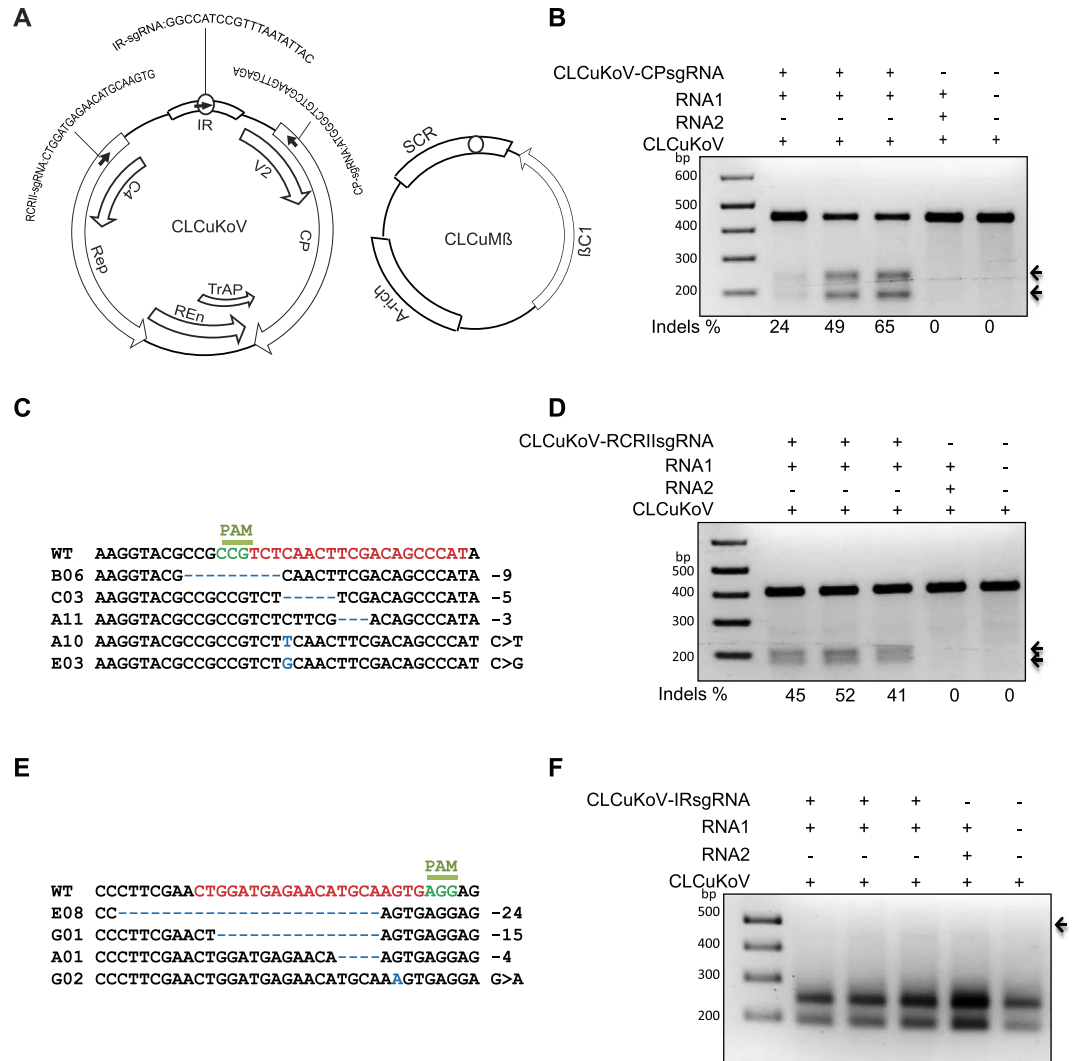 A
IR-sgRNA:GGCCATCCGTTTAATATTAC
RCRII-sgRNA:CTGGATGAGAACATGCAAGTG
CP-sgRNA:ATGGGCTGTCGAAGTTGAGA
IR
V2
C4
CLCuKoV
CP
Rep
TrAP
REn
SCR
CLCuMß
ßC1
A-rich
B
CLCuKoV-CPsgRNA + + + - -
RNA1 + + + + -
RNA2 - - - + -
CLCuKoV + + + + +
bp
600
500
400
300
200
Indels % 24 49 65 0 0
C
PAM
WT AAGGTACGCCGCCGTCTCAACTTCGACAGCCCATA
B06 AAGGTACG---------CAACTTCGACAGCCCATA -9
C03 AAGGTACGCCGCCGTCT-----TCGACAGCCCATA -5
A11 AAGGTACGCCGCCGTCTCTTCG---ACAGCCCATA -3
A10 AAGGTACGCCGCCGTCTTCAACTTCGACAGCCCAT C>T
E03 AAGGTACGCCGCCGTCTGCAACTTCGACAGCCCAT C>G
D
CLCuKoV-RCRIIsgRNA + + + - -
RNA1 + + + + -
RNA2 - - - + -
CLCuKoV + + + + +
bp
500
400
300
200
Indels % 45 52 41 0 0
E
PAM
WT CCCTTCGAACTGGATGAGAACATGCAAGTGAGGAG
E08 CC------------------------AGTGAGGAG -24
G01 CCCTTCGAACT---------------AGTGAGGAG -15
A01 CCCTTCGAACTGGATGAGAACA----AGTGAGGAG -4
G02 CCCTTCGAACTGGATGAGAACATGCAAAGTGAGGA G>A
F
CLCuKoV-IRsgRNA + + + - -
RNA1 + + + + -
RNA2 - - - + -
CLCuKoV + + + + +
bp
500
400
300
200